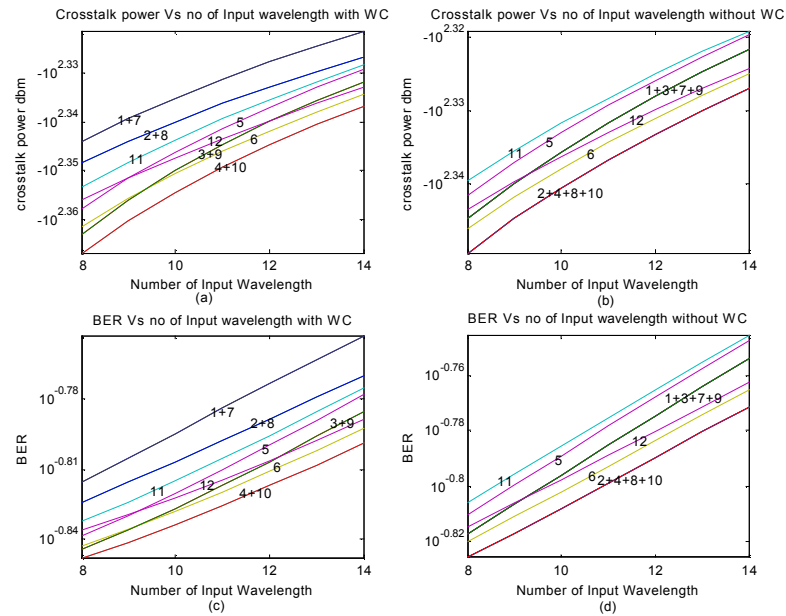 Crosstalk power Vs no of Input wavelength with WC
crosstalk power dbm
-10^2.33
-10^2.34
-10^2.35
-10^2.36
1+7
2+8
11
5
12
3+9
6
4+10
8 10 12 14
Number of Input Wavelength
(a)
Crosstalk power Vs no of Input wavelength without WC
crosstalk power dbm
-10^2.32
-10^2.33
-10^2.34
1+3+7+9
12
5
11
6
2+4+8+10
8 10 12 14
Number of Input Wavelength
(b)
BER Vs no of Input wavelength with WC
BER
10^-0.78
10^-0.81
10^-0.84
1+7
2+8
3+9
5
6
11
12
4+10
8 10 12 14
Number of Input Wavelength
(c)
BER Vs no of Input wavelength without WC
BER
10^-0.76
10^-0.78
10^-0.8
10^-0.82
1+3+7+9
12
5
11
6
2+4+8+10
8 10 12 14
Number of Input Wavelength
(d)